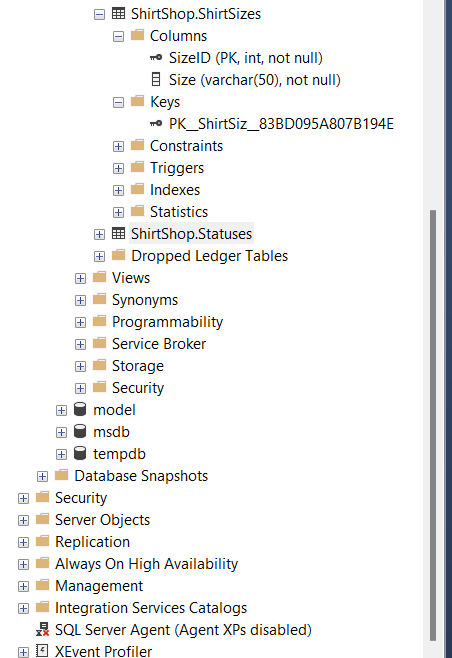 ShirtShop.ShirtSizes
Columns
SizeID (PK, int, not null)
Size (varchar(50), not null)
Keys
PK__ShirtSiz__83BD095A807B194E
Constraints
Triggers
Indexes
Statistics
ShirtShop.Statuses
Dropped Ledger Tables
Views
Synonyms
Programmability
Service Broker
Storage
Security
model
msdb
tempdb
Database Snapshots
Security
Server Objects
Replication
Always On High Availability
Management
Integration Services Catalogs
SQL Server Agent (Agent XPs disabled)
XEvent Profiler